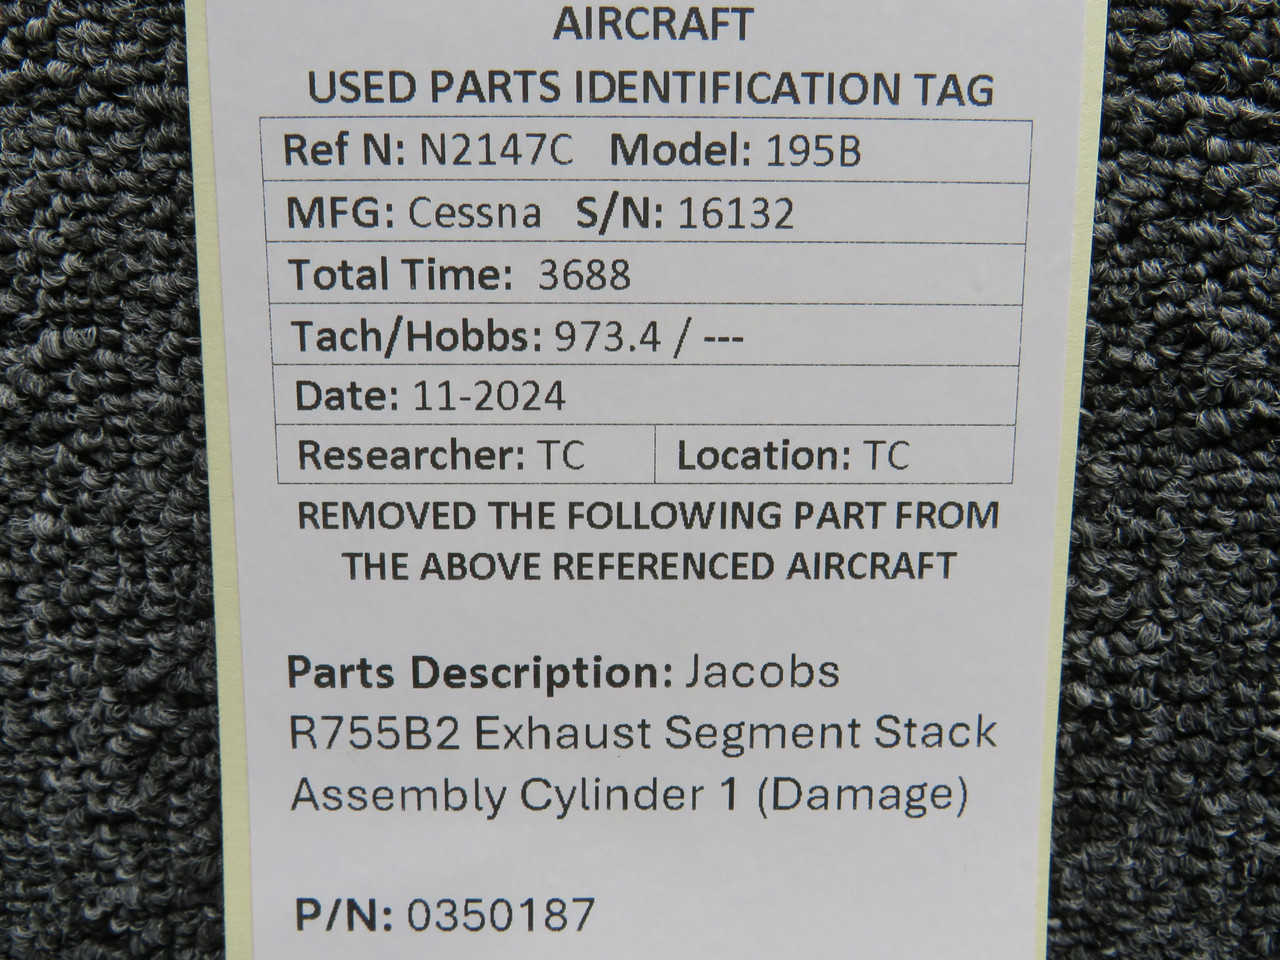 AIRCRAFT
USED PARTS IDENTIFICATION TAG
Ref N: N2147C Model: 195B
MFG: Cessna S/N: 16132
Total Time: 3688
Tach/Hobbs: 973.4 / ---
Date: 11-2024
Researcher: TC Location: TC
REMOVED THE FOLLOWING PART FROM
THE ABOVE REFERENCED AIRCRAFT
Parts Description: Jacobs
R755B2 Exhaust Segment Stack
Assembly Cylinder 1 (Damage)
P/N: 0350187